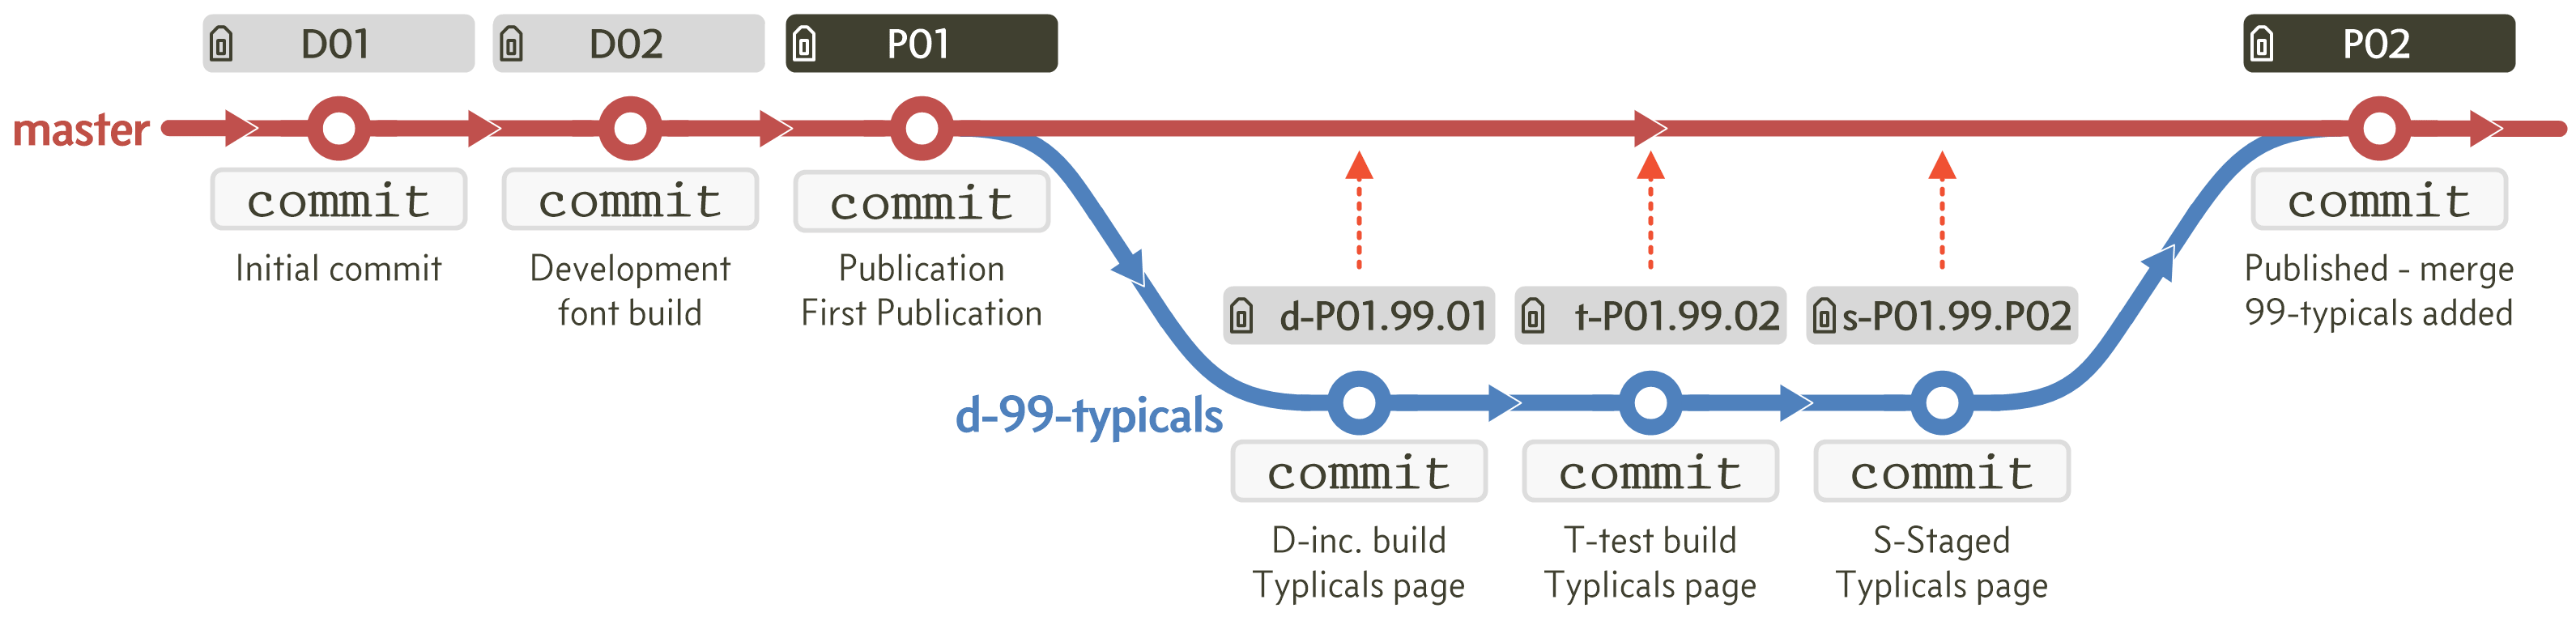 D01
D02
P01
P02
master
commit
commit
commit
commit
Initial commit
Development
font build
Publication
First Publication
Published - merge
99-typicals added
d-P01.99.01
t-P01.99.02
s-P01.99.P02
d-99-typicals
commit
commit
commit
D-inc. build
Typlicals page
T-test build
Typlicals page
S-Staged
Typlicals page